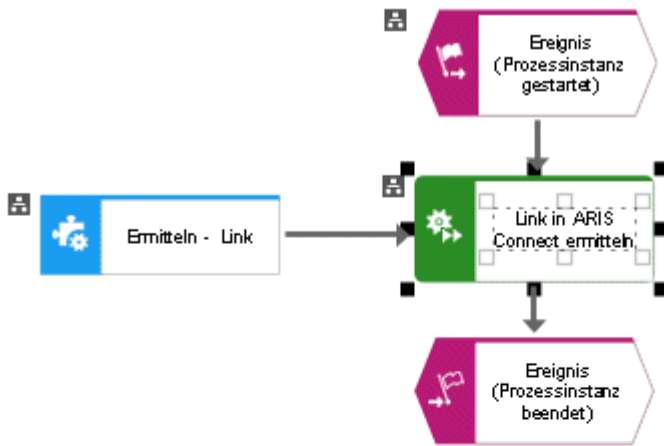 Ereignis
(Prozessinstanz
gestartet)
Ermitteln - Link
Link in ARIS
Connect ermitteln
Ereignis
(Prozessinstanz
beendet)